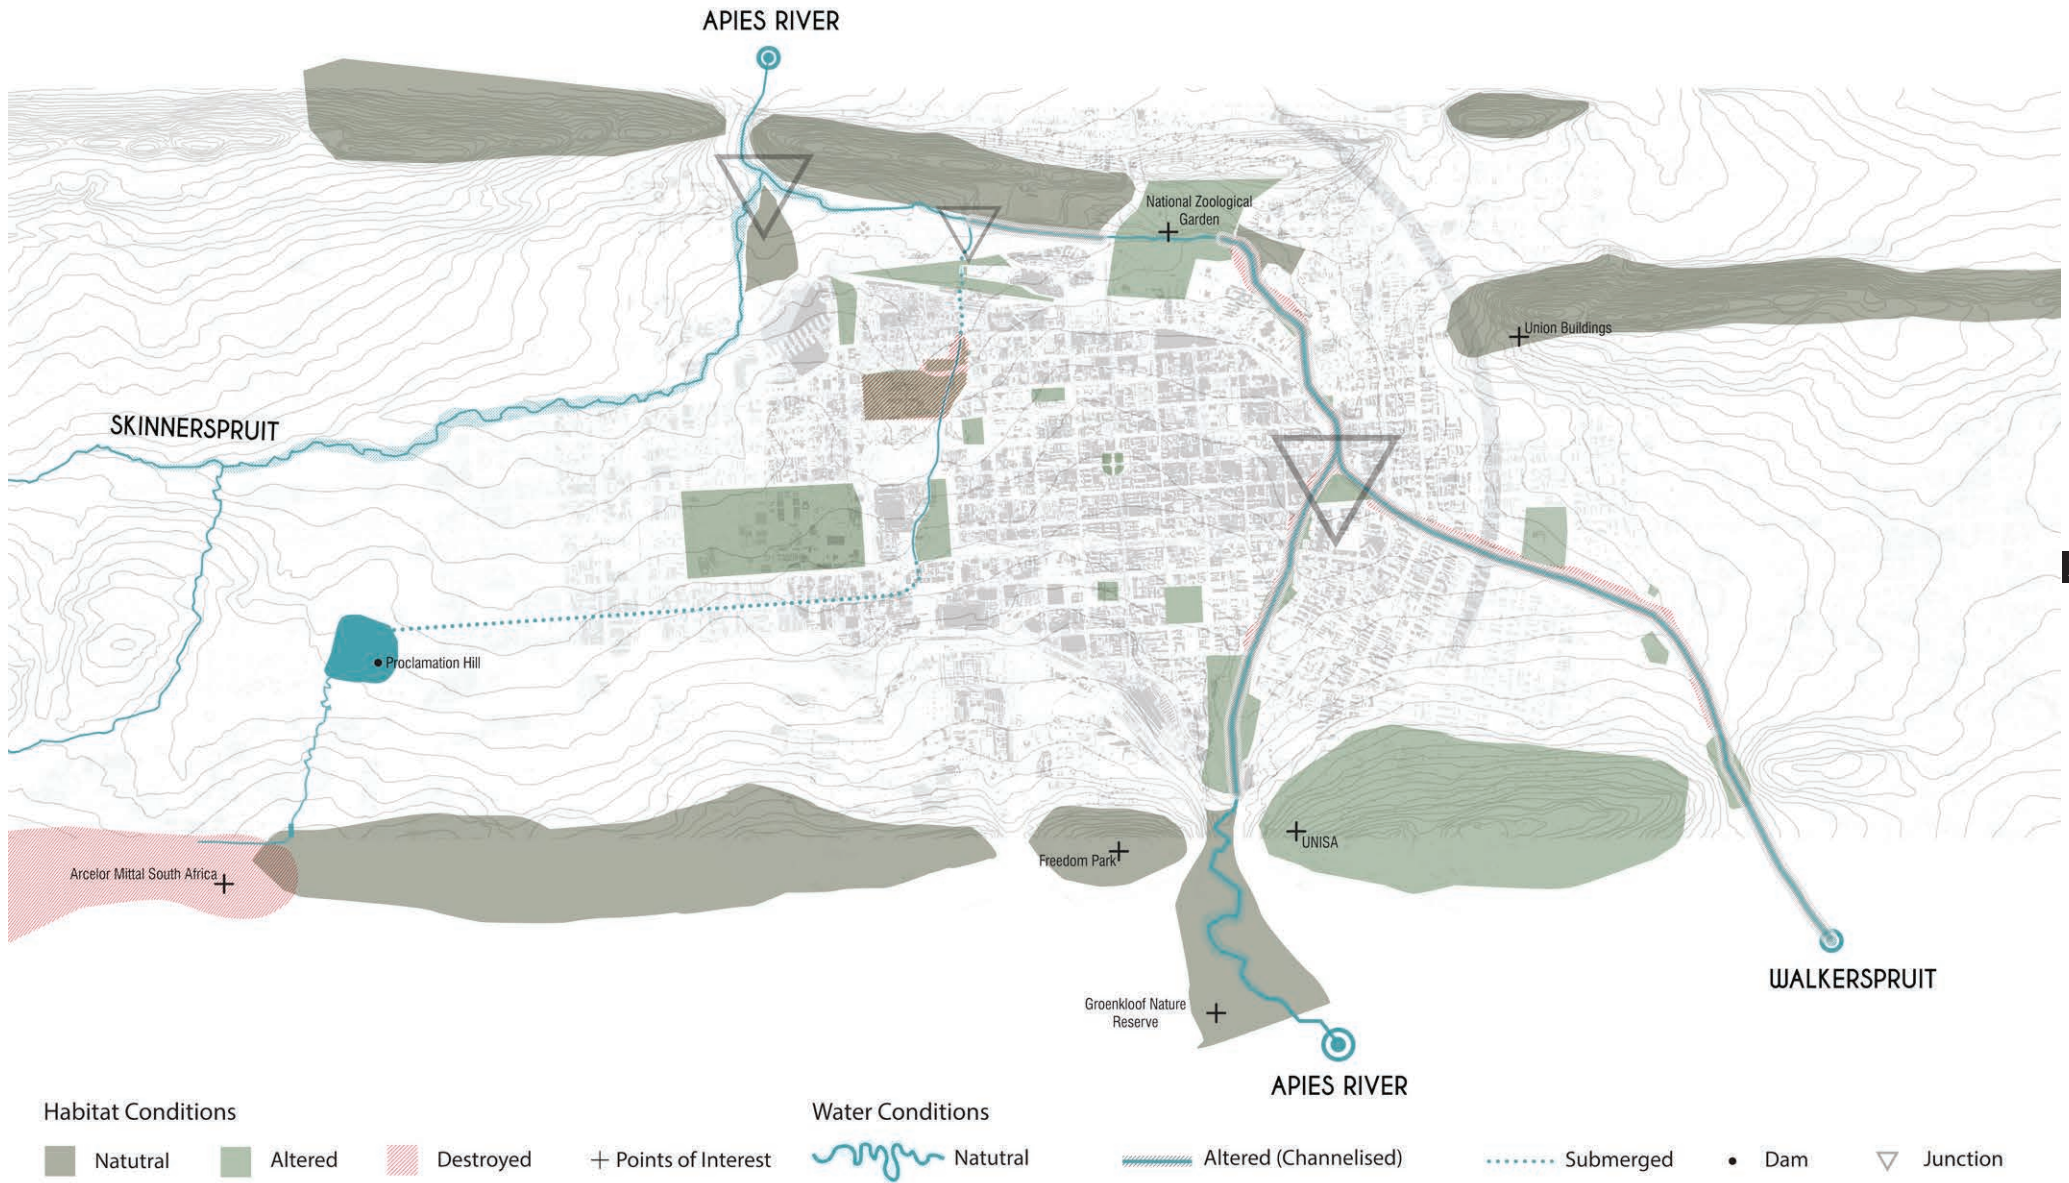 APIES RIVER
National Zoological
Garden
Union Buildings
SKINNERSPRUIT
Proclamation Hill
Arcelor Mittal South Africa
Freedom Park
UNISA
Groenkloof Nature
Reserve
WALKERSPRUIT
APIES RIVER
Habitat Conditions
Natutral
Altered
Destroyed
Points of Interest
Water Conditions
Natutral
Altered (Channelised)
Submerged
Dam
Junction